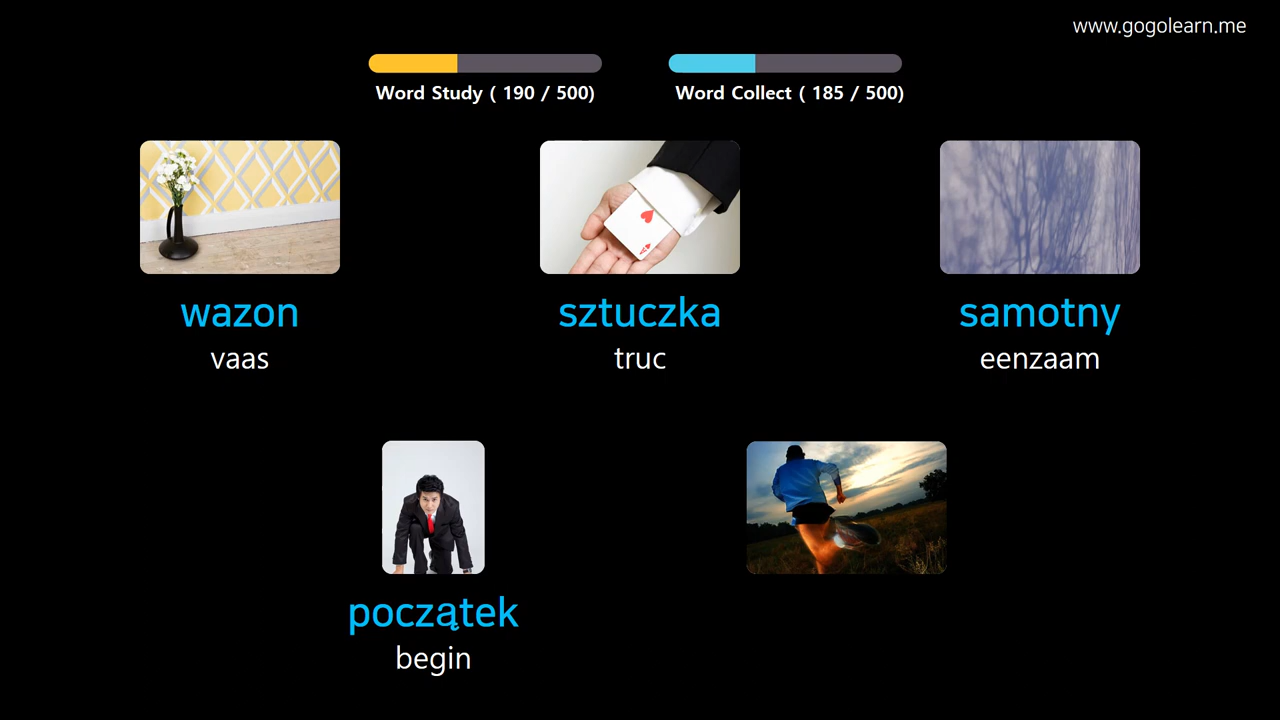 www.gogolearn.me
Word Study ( 190 / 500)
Word Collect ( 185 / 500)
wazon
vaas
sztuczka
truc
samotny
eenzaam
początek
begin